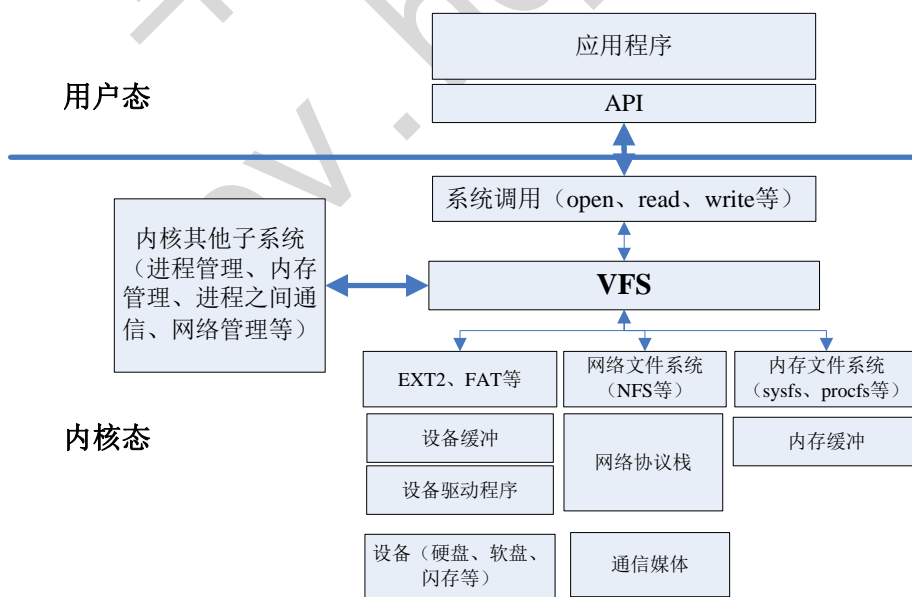 应用程序
用户态
API
系统调用（open、read、write等）
内核其他子系统
（进程管理、内存
管理、进程之间通
信、网络管理等）
VFS
EXT2、FAT等
网络文件系统
（NFS等）
内存文件系统
（sysfs、procfs等）
内核态
设备缓冲
网络协议栈
内存缓冲
设备驱动程序
设备（硬盘、软盘、
闪存等）
通信媒体